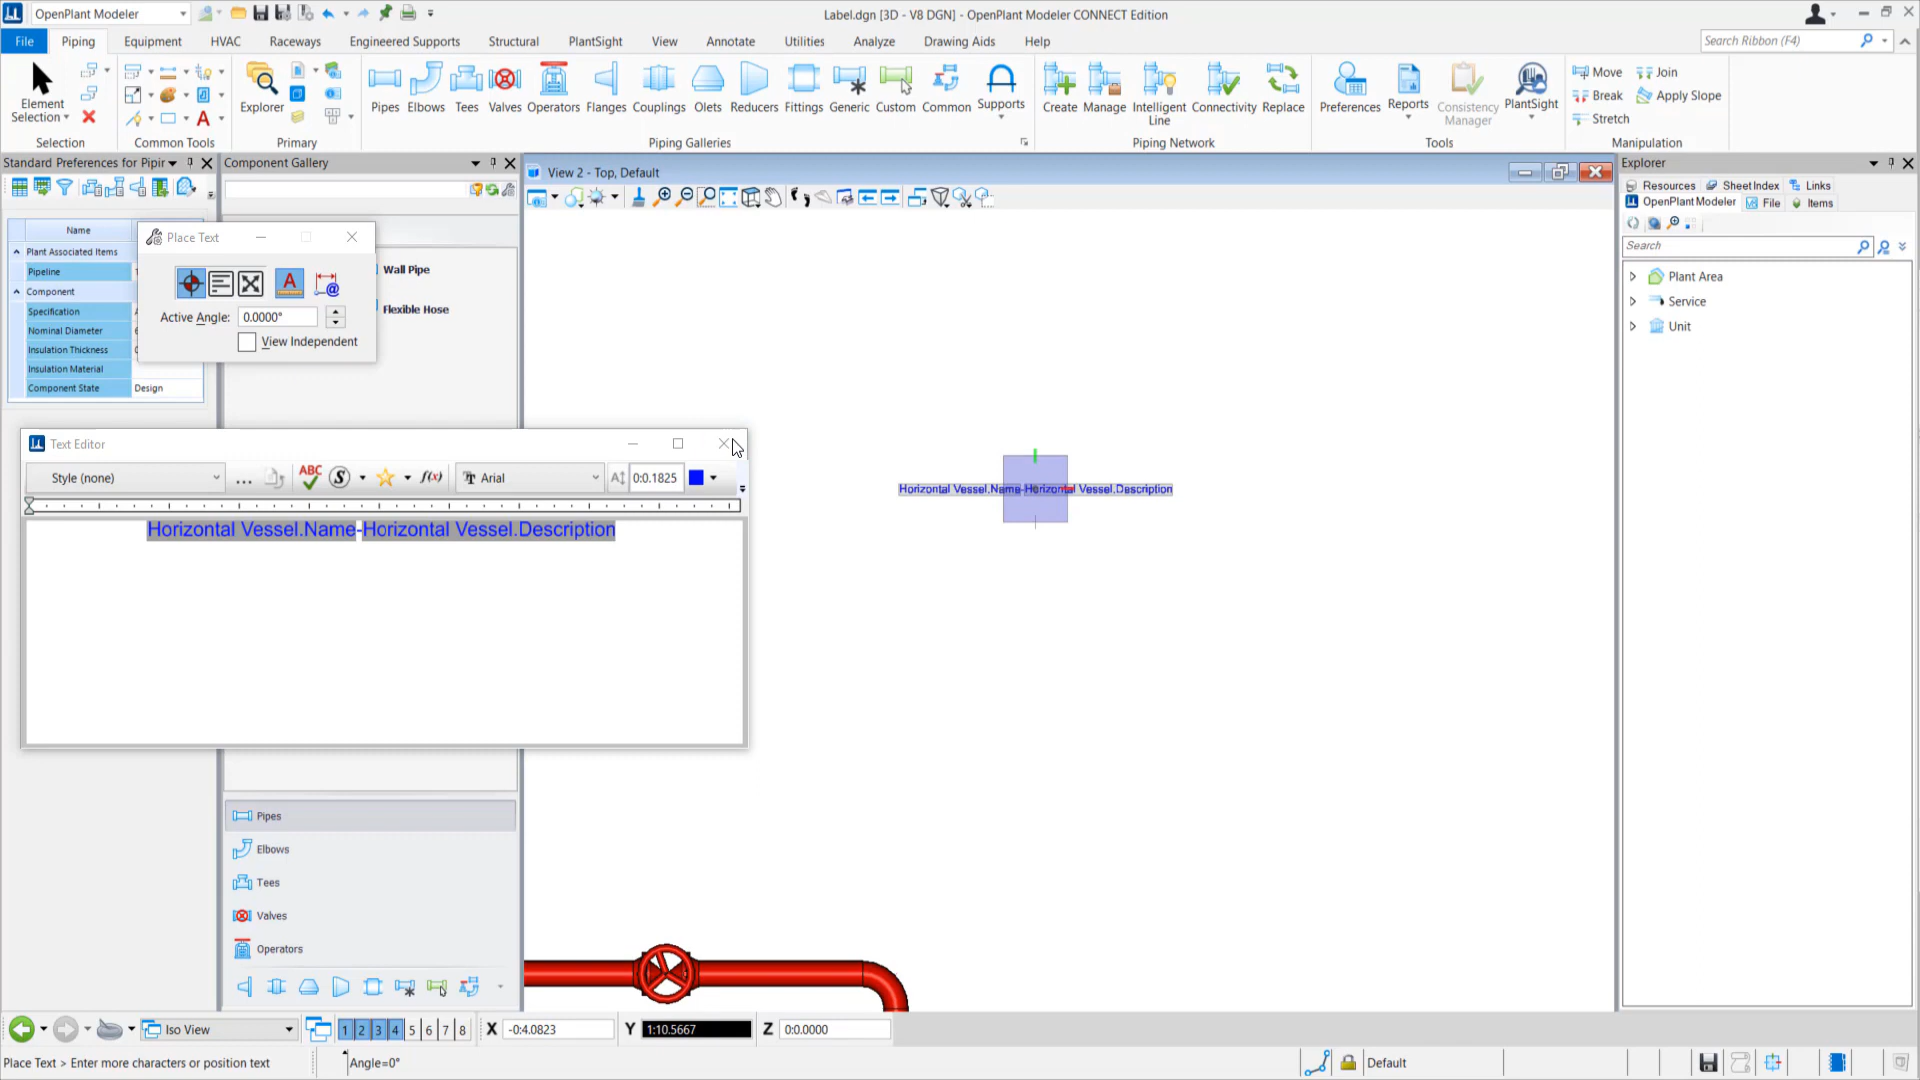 OpenPlant Modeler
Label.dgn [3D - V8 DGN] - OpenPlant Modeler CONNECT Edition
File
Piping
Equipment
HVAC
Raceways
Engineered Supports
Structural
PlantSight
View
Annotate
Utilities
Analyze
Drawing Aids
Help
Search Ribbon (F4)
Element
Selection
Explorer
Pipes
Elbows
Tees
Valves
Operators
Flanges
Couplings
Olets
Reducers
Fittings
Generic
Custom
Common
Supports
Create
Manage
Intelligent
Line
Connectivity
Replace
Preferences
Reports
Consistency
Manager
PlantSight
Move
Join
Break
Apply Slope
Stretch
Selection
Common Tools
Primary
Piping Galleries
Piping Network
Tools
Manipulation
Standard Preferences for Pipir
Component Gallery
View 2 - Top, Default
Explorer
Resources
Sheet Index
Links
OpenPlant Modeler
File
Items
Search
Plant Area
Service
Unit
Name
Plant Associated Items
Pipeline
Component
Specification
Nominal Diameter
Insulation Thickness
Insulation Material
Component State
Design
Place Text
Active Angle:
0.0000°
View Independent
Wall Pipe
Flexible Hose
Text Editor
Style (none)
...
ABC
S
f(x)
Arial
0:0.1825
Horizontal Vessel.Name-Horizontal Vessel.Description
Horizontal Vessel.Name-Horizontal Vessel.Description
Pipes
Elbows
Tees
Valves
Operators
Iso View
1 2 3 4 5 6 7 8
X
-0:4.0823
Y
1:10.5667
Z
0:0.0000
Place Text > Enter more characters or position text
Angle=0°
Default